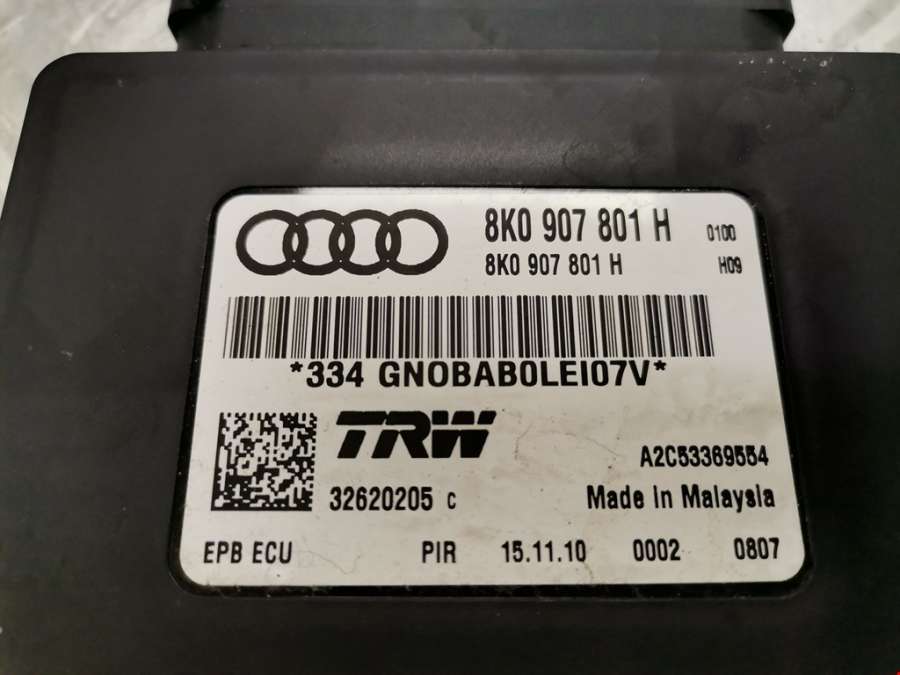 8K0 907 801 H 0100
8K0 907 801 H H09
*334 GNOBAB0LEI07V*
TRW
A2C53369554
32620205 c Made in Malaysia
EPB ECU PIR 15.11.10 0002 0807